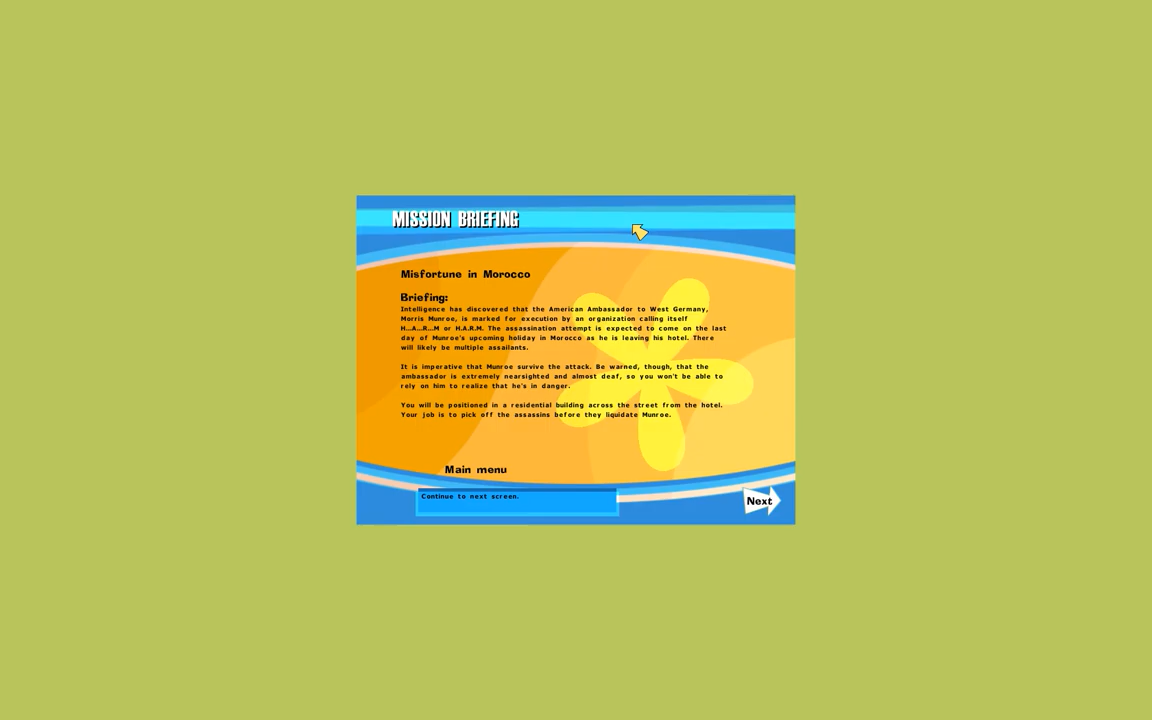 MISSION BRIEFING
Misfortune in Morocco
Briefing:
Intelligence has discovered that the American Ambassador to West Germany,
Morris Munroe, is marked for execution by an organization calling itself
H...A...R...M or H.A.R.M. The assassination attempt is expected to come on the last
day of Munroe's upcoming holiday in Morocco as he is leaving his hotel. There
will likely be multiple assailants.
It is imperative that Munroe survive the attack. Be warned, though, that the
ambassador is extremely nearsighted and almost deaf, so you won't be able to
rely on him to realize that he's in danger.
You will be positioned in a residential building across the street from the hotel.
Your job is to pick off the assassins before they liquidate Munroe.
Main menu
Continue to next screen.
Next